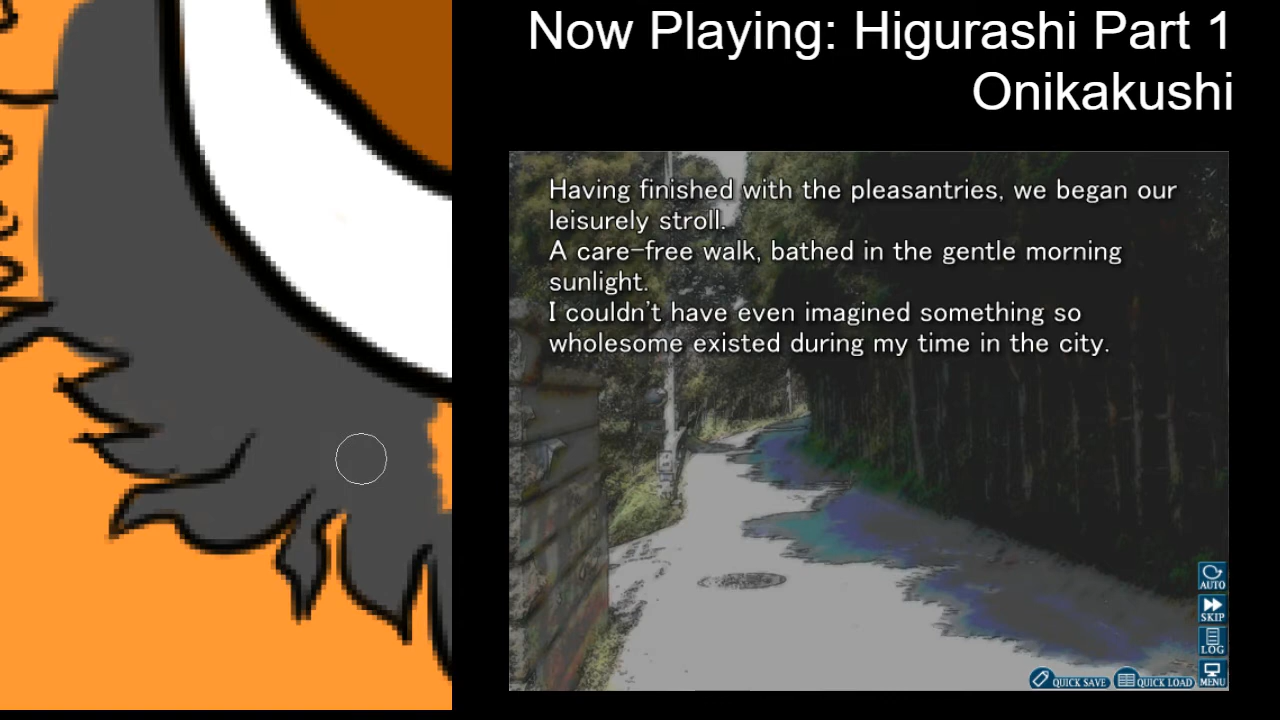 Now Playing: Higurashi Part 1
Onikakushi
Having finished with the pleasantries, we began our
leisurely stroll.
A care-free walk, bathed in the gentle morning
sunlight.
I couldn't have even imagined something so
wholesome existed during my time in the city.
AUTO
SKIP
LOG
MENU
QUICK SAVE
QUICK LOAD